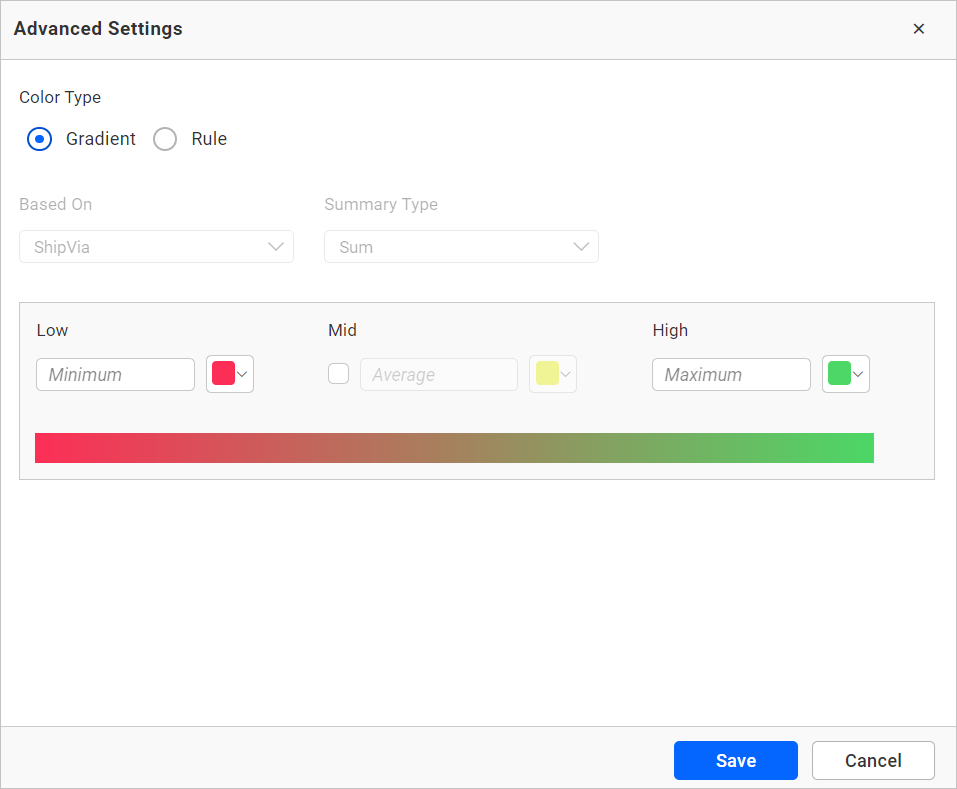 Advanced Settings
Color Type
Gradient Rule
Based On Summary Type
ShipVia Sum
Low Mid High
Minimum Average Maximum
Save Cancel